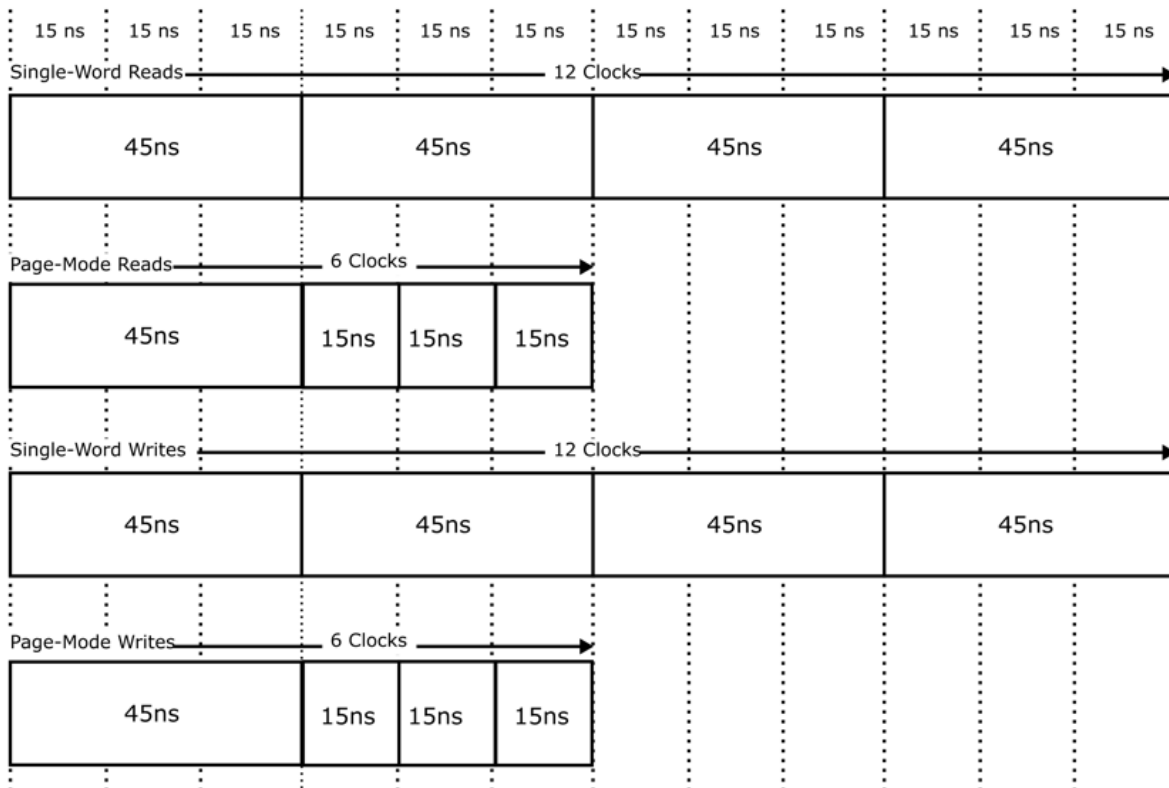 15 ns 15 ns 15 ns 15 ns 15 ns 15 ns 15 ns 15 ns 15 ns 15 ns 15 ns 15 ns
Single-Word Reads 12 Clocks
45ns 45ns 45ns 45ns
Page-Mode Reads 6 Clocks
45ns 15ns 15ns 15ns
Single-Word Writes 12 Clocks
45ns 45ns 45ns 45ns
Page-Mode Writes 6 Clocks
45ns 15ns 15ns 15ns